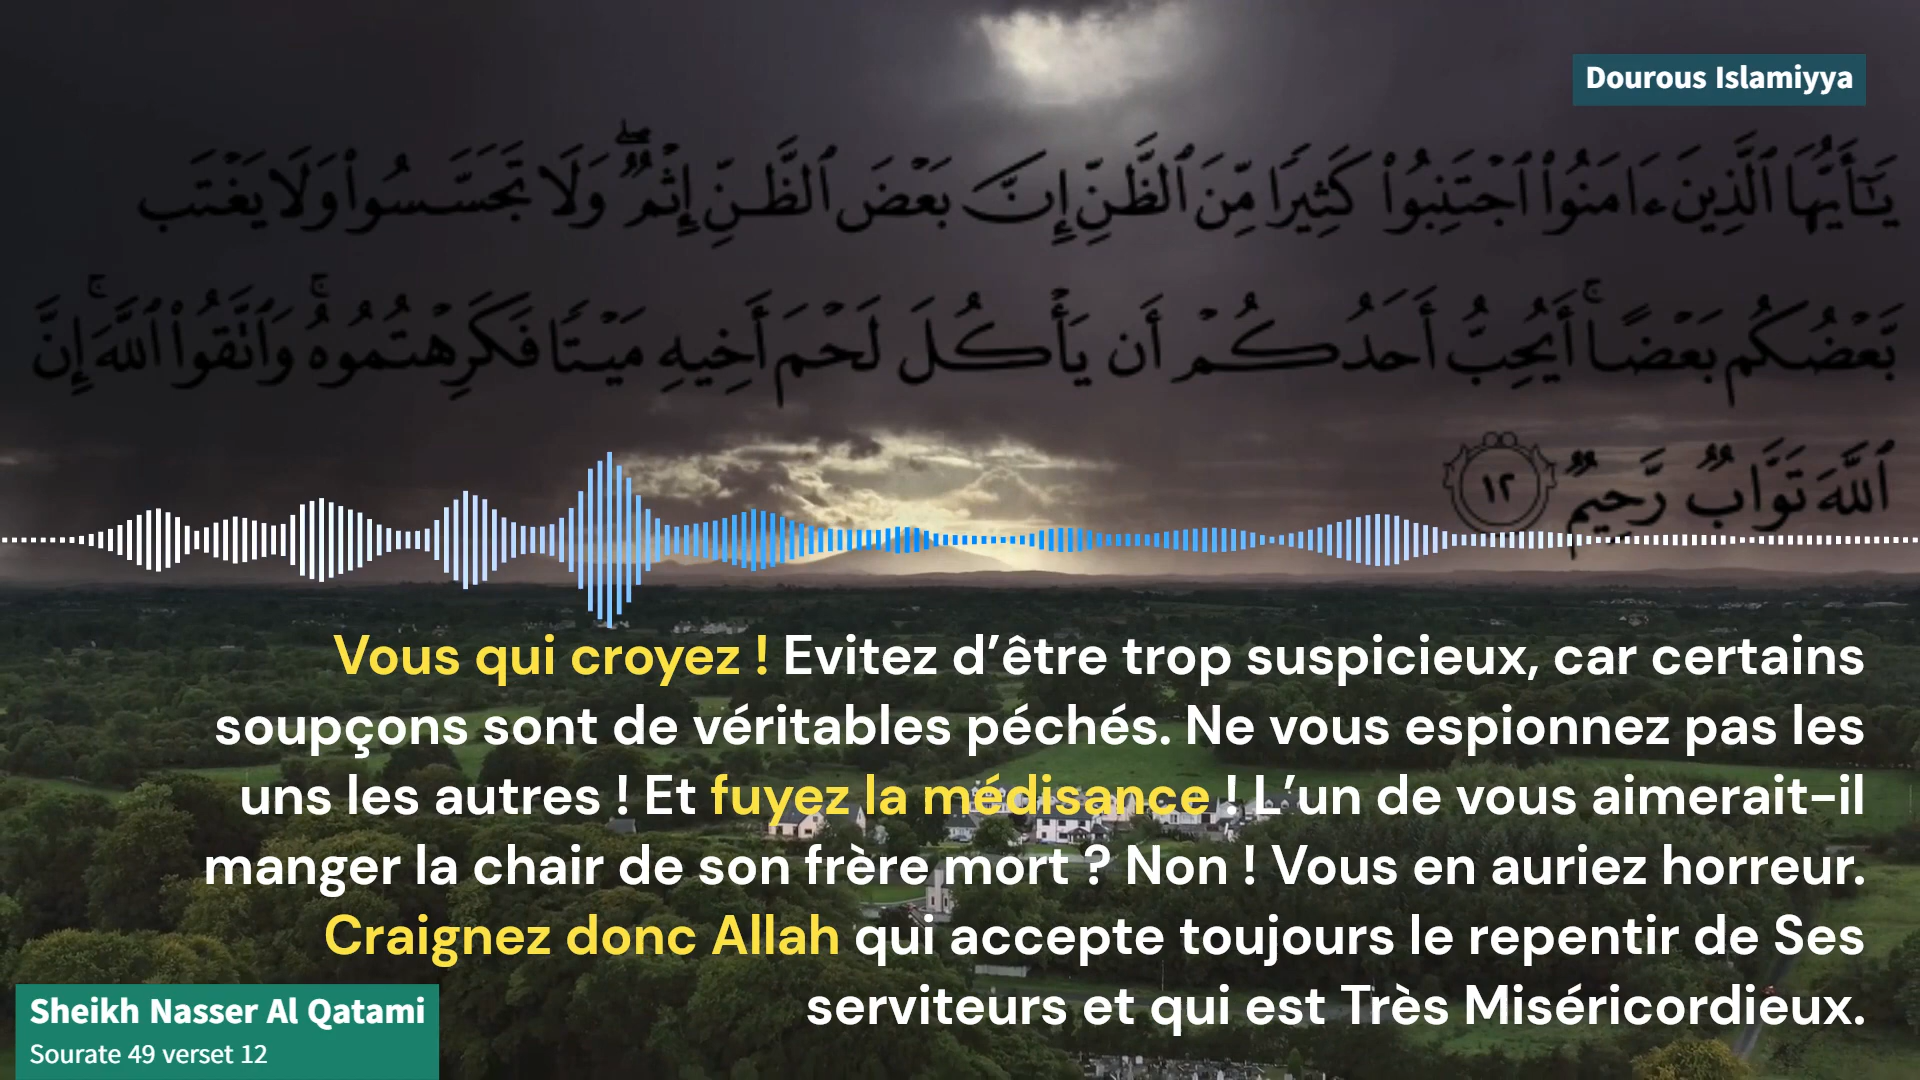 Dourous Islamiyya
يَـٰٓأَيُّهَا ٱلَّذِينَ ءَامَنُوا۟ ٱجْتَنِبُوا۟ كَثِيرًا مِّنَ ٱلظَّنِّ إِنَّ بَعْضَ ٱلظَّنِّ إِثْمٌ ۖ وَلَا تَجَسَّسُوا۟ وَلَا يَغْتَب
بَّعْضُكُم بَعْضًا ۚ أَيُحِبُّ أَحَدُكُمْ أَن يَأْكُلَ لَحْمَ أَخِيهِ مَيْتًا فَكَرِهْتُمُوهُ ۚ وَٱتَّقُوا۟ ٱللَّهَ ۚ إِنَّ
ٱللَّهَ تَوَّابٌ رَّحِيمٌ ١٢
Vous qui croyez ! Evitez d’être trop suspicieux, car certains
soupçons sont de véritables péchés. Ne vous espionnez pas les
uns les autres ! Et fuyez la médisance ! L’un de vous aimerait-il
manger la chair de son frère mort ? Non ! Vous en auriez horreur.
Craignez donc Allah qui accepte toujours le repentir de Ses
serviteurs et qui est Très Miséricordieux.
Sheikh Nasser Al Qatami
Sourate 49 verset 12